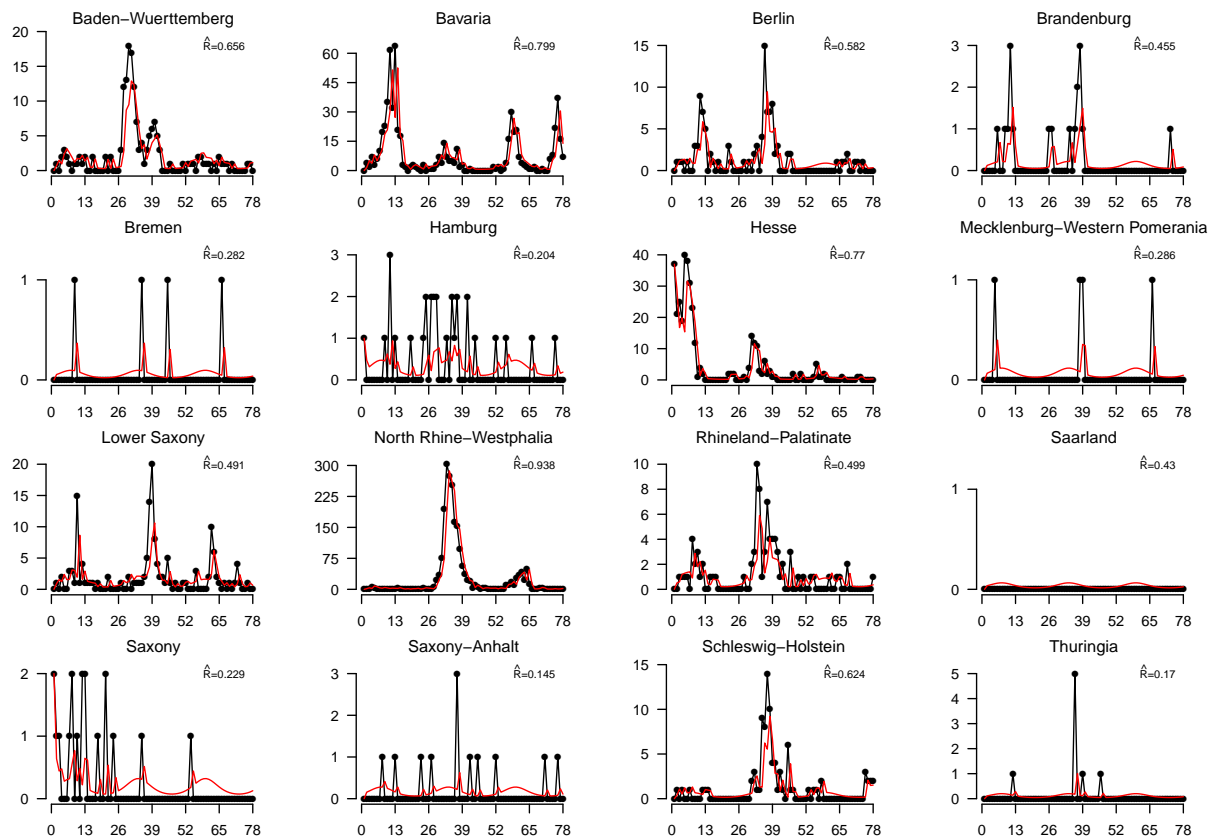 Baden−Wuerttemberg
R̂=0.656
20
15
10
5
0
0 13 26 39 52 65 78
Bavaria
R̂=0.799
60
45
30
15
0
0 13 26 39 52 65 78
Berlin
R̂=0.582
15
10
5
0
0 13 26 39 52 65 78
Brandenburg
R̂=0.455
3
2
1
0
0 13 26 39 52 65 78
Bremen
R̂=0.282
1
0
0 13 26 39 52 65 78
Hamburg
R̂=0.204
3
2
1
0
0 13 26 39 52 65 78
Hesse
R̂=0.77
40
30
20
10
0
0 13 26 39 52 65 78
Mecklenburg−Western Pomerania
R̂=0.286
1
0
0 13 26 39 52 65 78
Lower Saxony
R̂=0.491
20
15
10
5
0
0 13 26 39 52 65 78
North Rhine−Westphalia
R̂=0.938
300
225
150
75
0
0 13 26 39 52 65 78
Rhineland−Palatinate
R̂=0.499
10
8
6
4
2
0
0 13 26 39 52 65 78
Saarland
R̂=0.43
1
0
0 13 26 39 52 65 78
Saxony
R̂=0.229
2
1
0
0 13 26 39 52 65 78
Saxony−Anhalt
R̂=0.145
3
2
1
0
0 13 26 39 52 65 78
Schleswig−Holstein
R̂=0.624
15
10
5
0
0 13 26 39 52 65 78
Thuringia
R̂=0.17
5
4
3
2
1
0
0 13 26 39 52 65 78